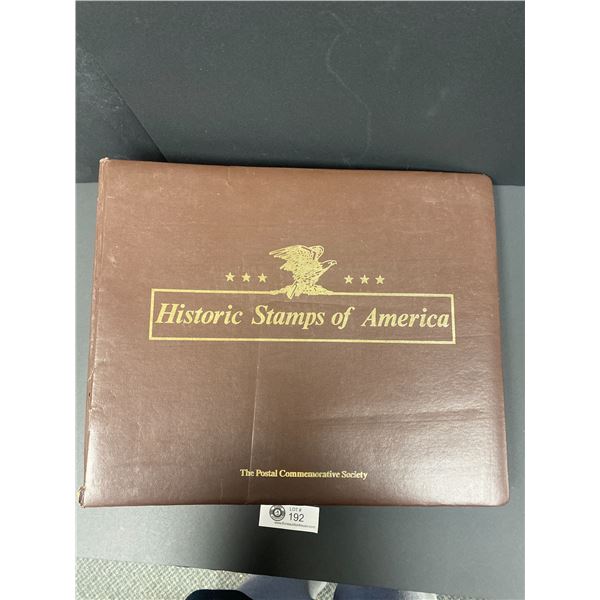 Historic Stamps of America
The Postal Commemorative Society
LOT #
192